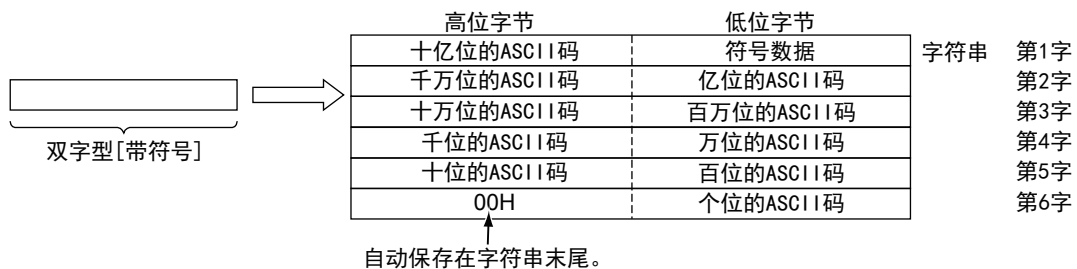 高位字节 低位字节
十亿位的ASCII码 符号数据 字符串 第1字
千万位的ASCII码 亿位的ASCII码 第2字
十万位的ASCII码 百万位的ASCII码 第3字
千位的ASCII码 万位的ASCII码 第4字
十位的ASCII码 百位的ASCII码 第5字
00H 个位的ASCII码 第6字
双字型[带符号]
自动保存在字符串末尾。